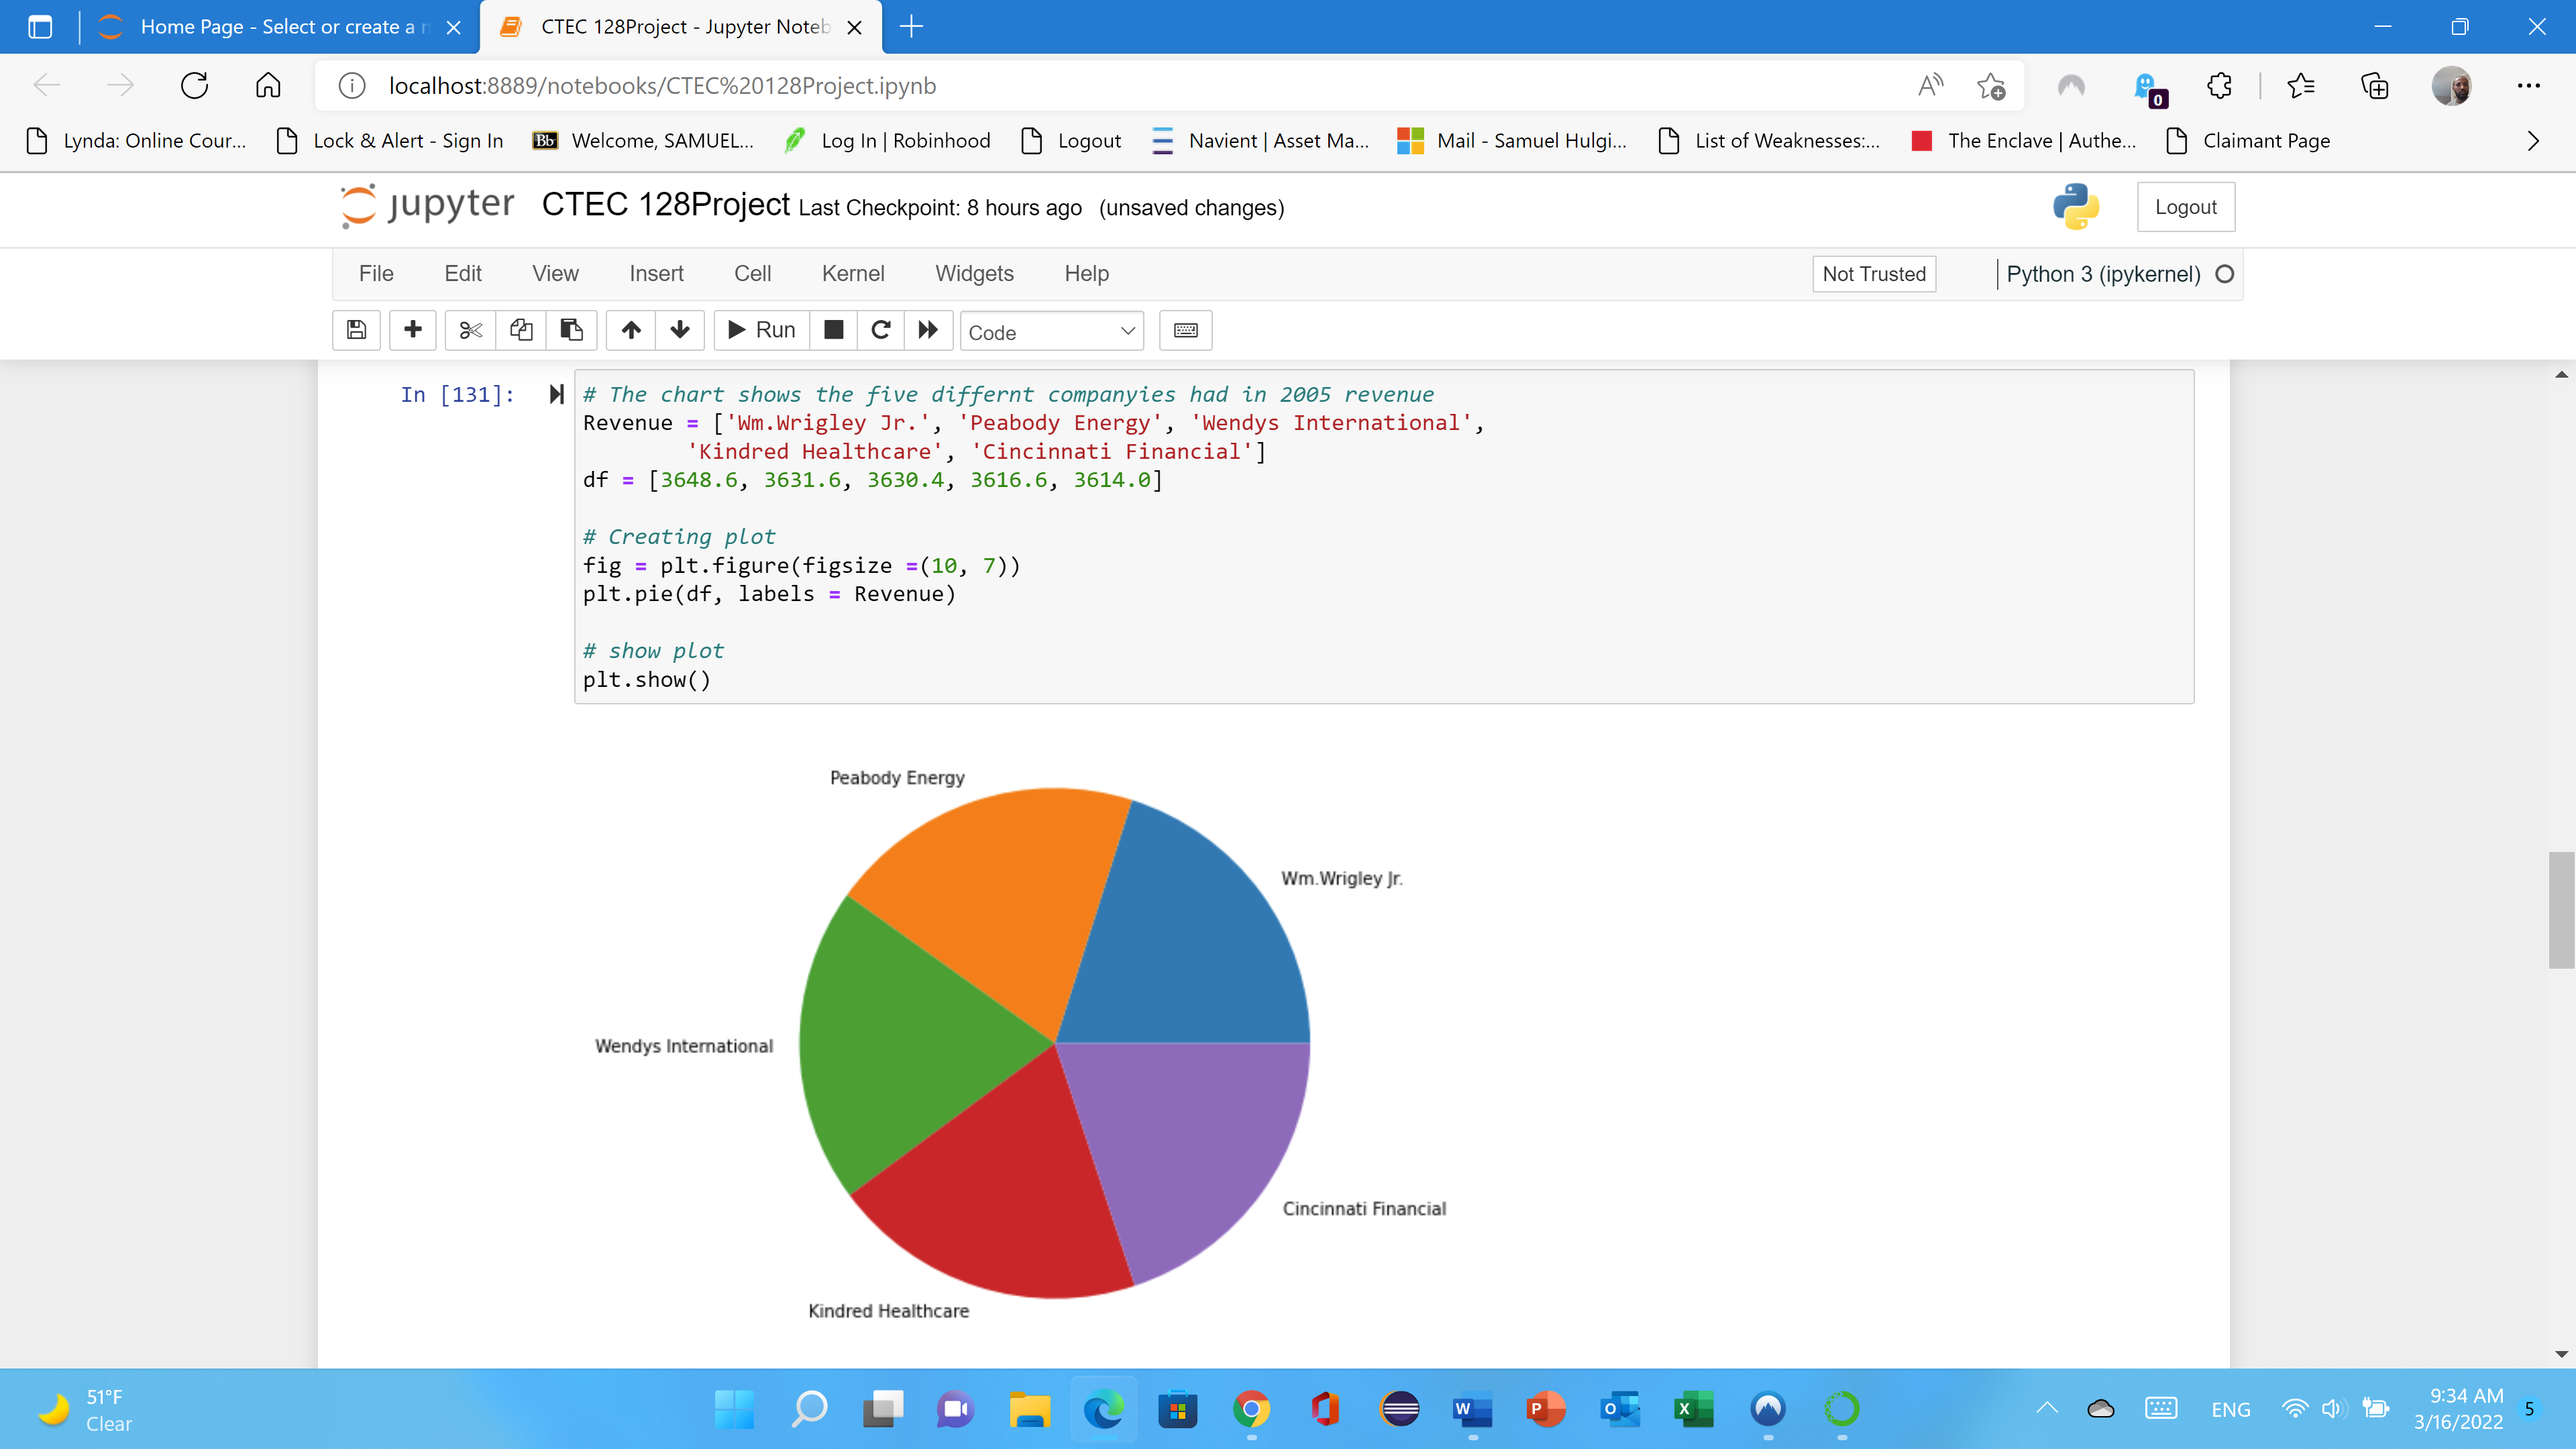 Home Page - Select or create a n
CTEC 128Project - Jupyter Noteb
localhost:8889/notebooks/CTEC%20128Project.ipynb
0
Lynda: Online Cour...
Lock & Alert - Sign In
Bb Welcome, SAMUEL...
Log In | Robinhood
Logout
Navient | Asset Ma...
Mail - Samuel Hulgi...
List of Weaknesses:...
The Enclave | Authe...
Claimant Page
jupyter CTEC 128Project Last Checkpoint: 8 hours ago (unsaved changes)
Logout
File Edit View Insert Cell Kernel Widgets Help
Not Trusted
Python 3 (ipykernel)
Run
Code
In [131]:
# The chart shows the five differnt companyies had in 2005 revenue
Revenue = ['Wm.Wrigley Jr.', 'Peabody Energy', 'Wendys International',
'Kindred Healthcare', 'Cincinnati Financial']
df = [3648.6, 3631.6, 3630.4, 3616.6, 3614.0]
# Creating plot
fig = plt.figure(figsize =(10, 7))
plt.pie(df, labels = Revenue)
# show plot
plt.show()
Peabody Energy
Wm.Wrigley Jr.
Wendys International
Cincinnati Financial
Kindred Healthcare
51°F
Clear
W
P
O
X
ENG
9:34 AM
3/16/2022
5